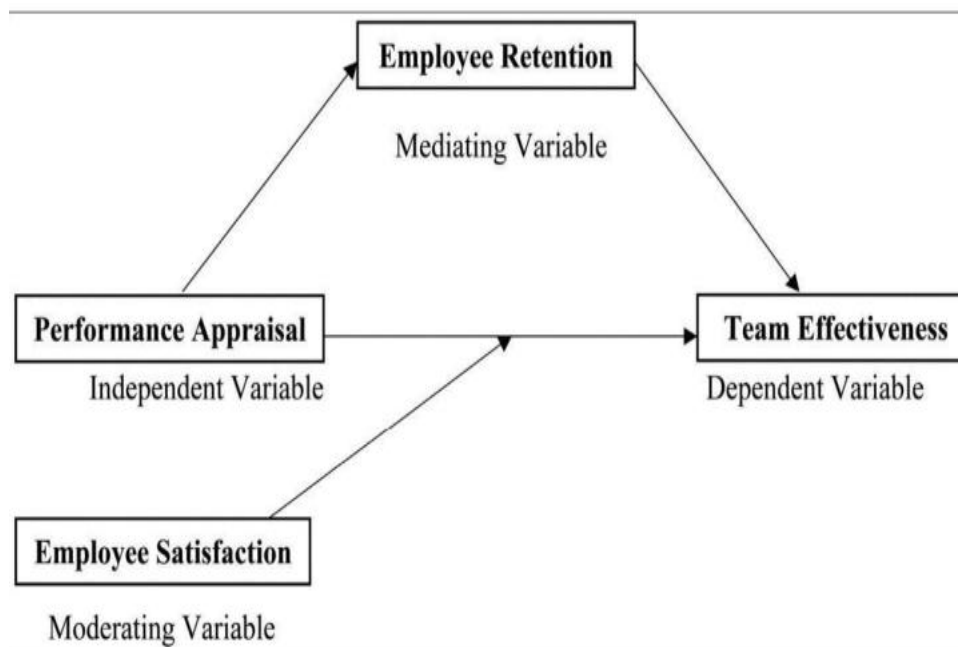 Employee Retention
Mediating Variable
Performance Appraisal
Team Effectiveness
Independent Variable
Dependent Variable
Employee Satisfaction
Moderating Variable